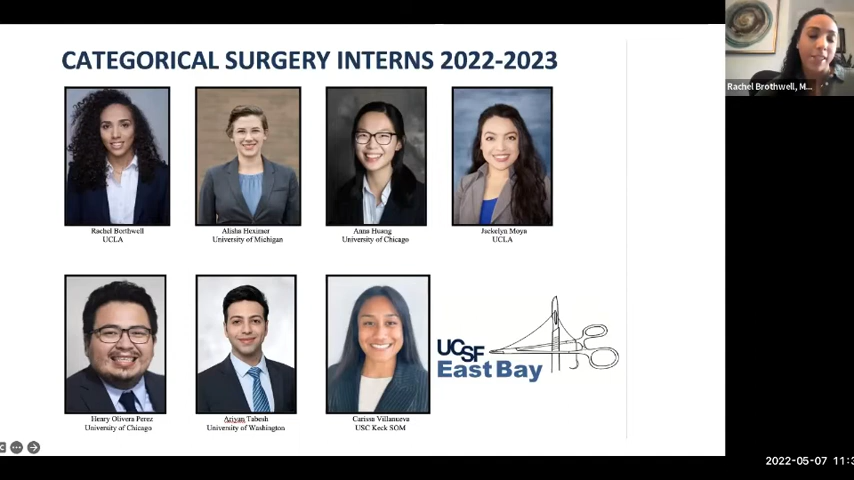 CATEGORICAL SURGERY INTERNS 2022-2023
Rachel Brothwell, M...
Rachel Borthwell
UCLA
Alisha Heximer
University of Michigan
Anna Huang
University of Chicago
Jackelyn Moya
UCLA
Henry Olivera Perez
University of Chicago
Ariyan Tabesh
University of Washington
Carissa Villanueva
USC Keck SOM
UCSF
East Bay
2022-05-07 11:3